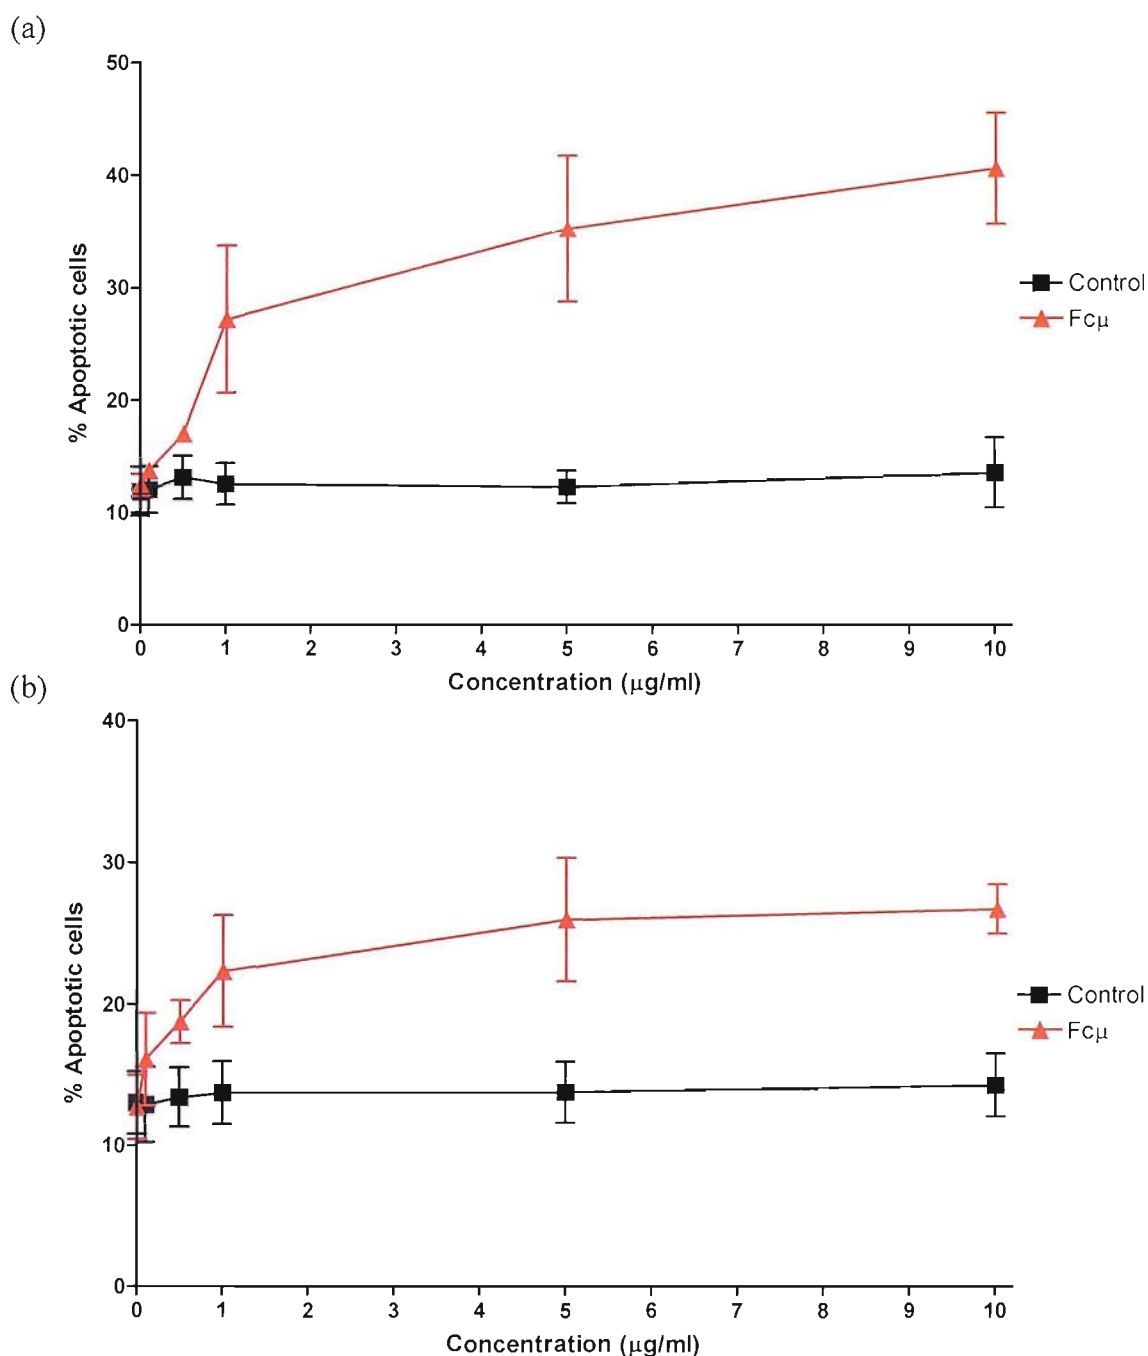 (a)
50
40
30
20
10
0
% Apoptotic cells
0 1 2 3 4 5 6 7 8 9 10
Concentration (μg/ml)
Control
Fcμ
(b)
40
30
20
10
0
% Apoptotic cells
0 1 2 3 4 5 6 7 8 9 10
Concentration (μg/ml)
Control
Fcμ